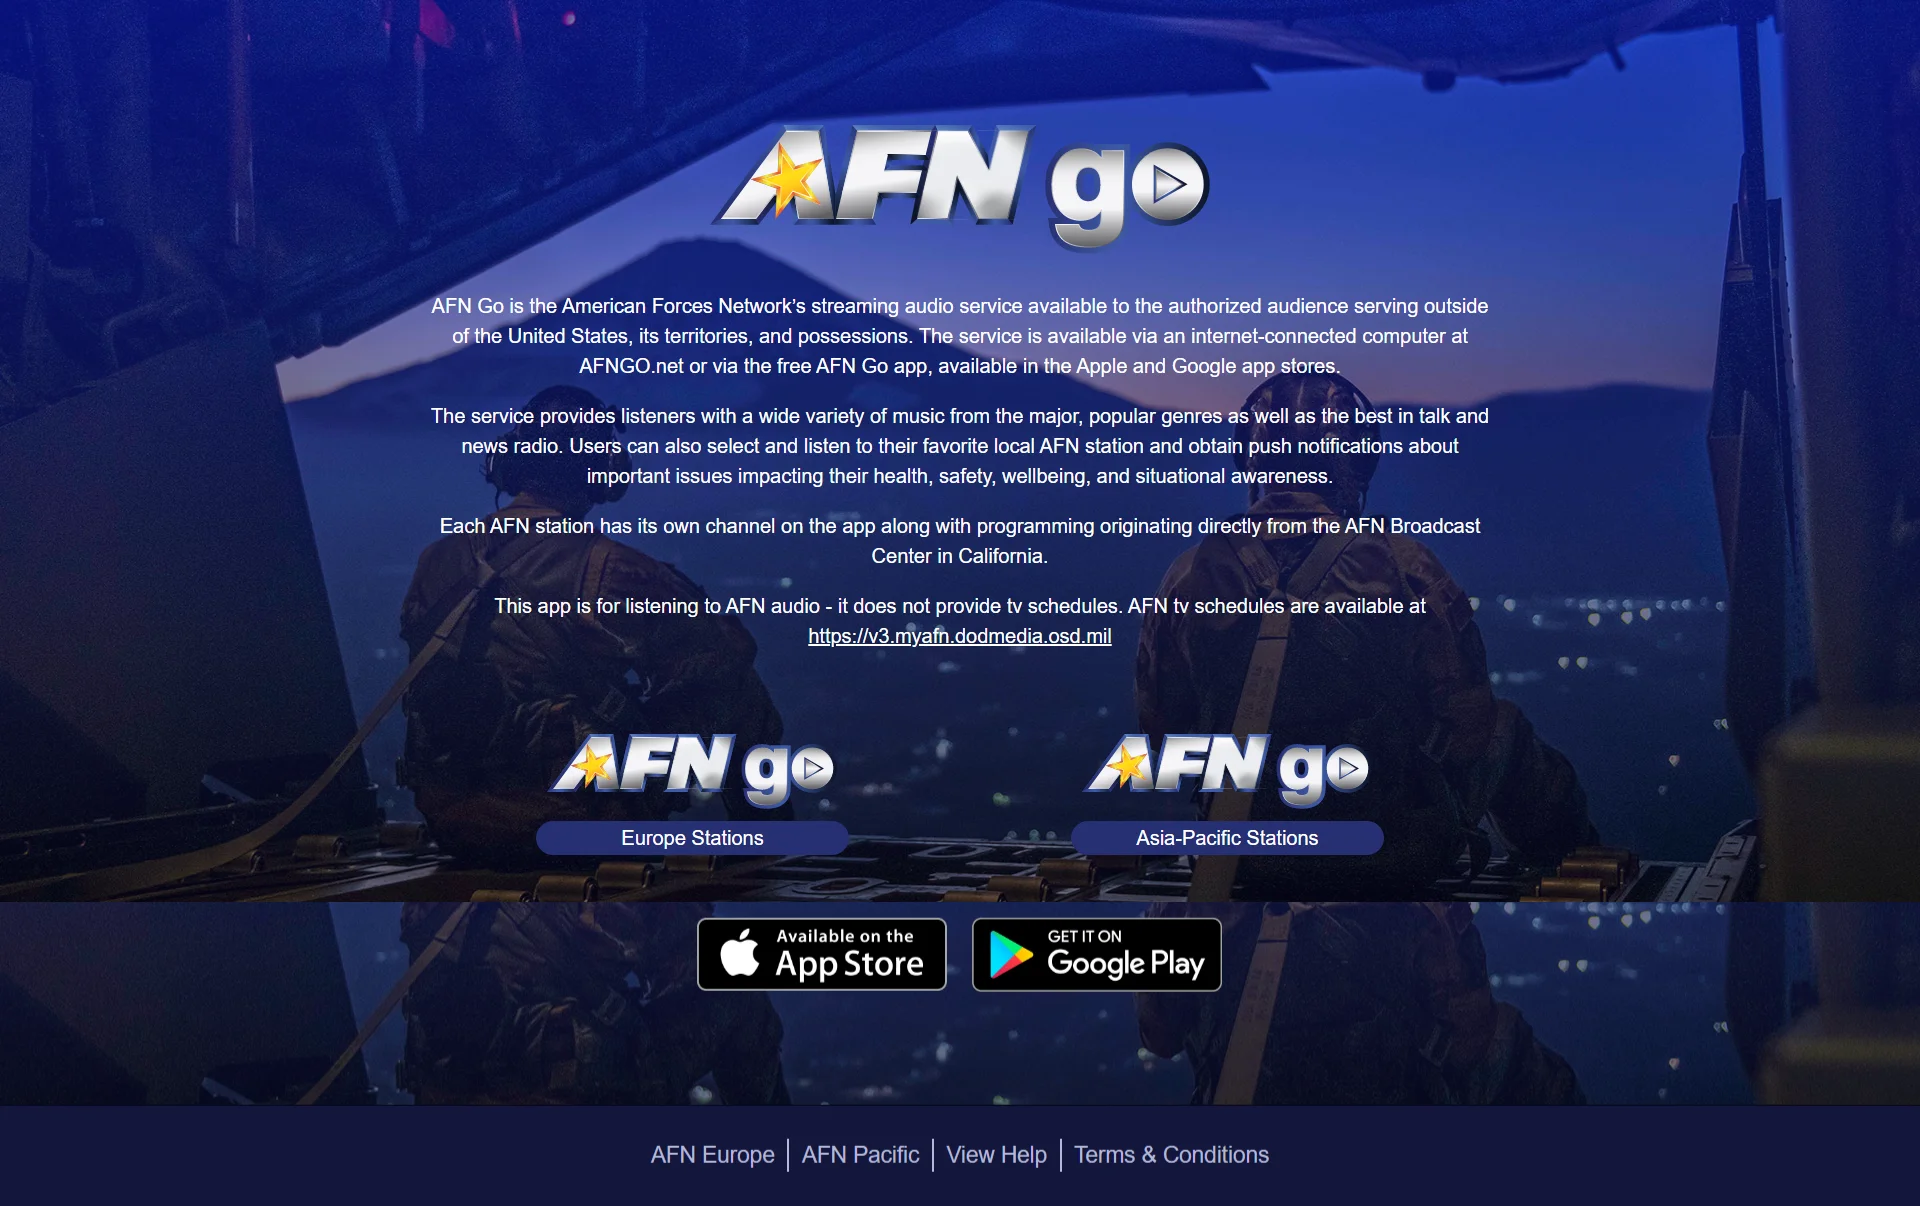 AFN go
AFN Go is the American Forces Network’s streaming audio service available to the authorized audience serving outside
of the United States, its territories, and possessions. The service is available via an internet-connected computer at
AFNGO.net or via the free AFN Go app, available in the Apple and Google app stores.
The service provides listeners with a wide variety of music from the major, popular genres as well as the best in talk and
news radio. Users can also select and listen to their favorite local AFN station and obtain push notifications about
important issues impacting their health, safety, wellbeing, and situational awareness.
Each AFN station has its own channel on the app along with programming originating directly from the AFN Broadcast
Center in California.
This app is for listening to AFN audio - it does not provide tv schedules. AFN tv schedules are available at
https://v3.myafn.dodmedia.osd.mil
AFN go
Europe Stations
AFN go
Asia-Pacific Stations
Available on the
App Store
GET IT ON
Google Play
AFN Europe | AFN Pacific | View Help | Terms & Conditions